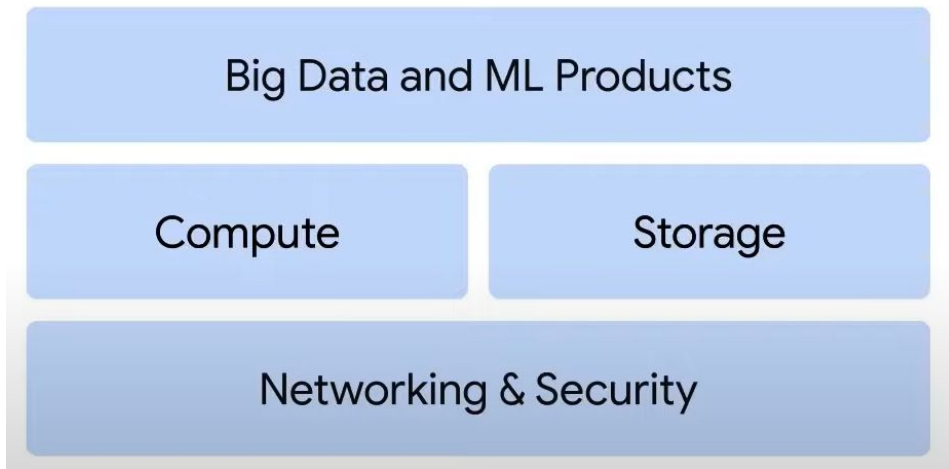 Big Data and ML Products
Compute
Storage
Networking & Security